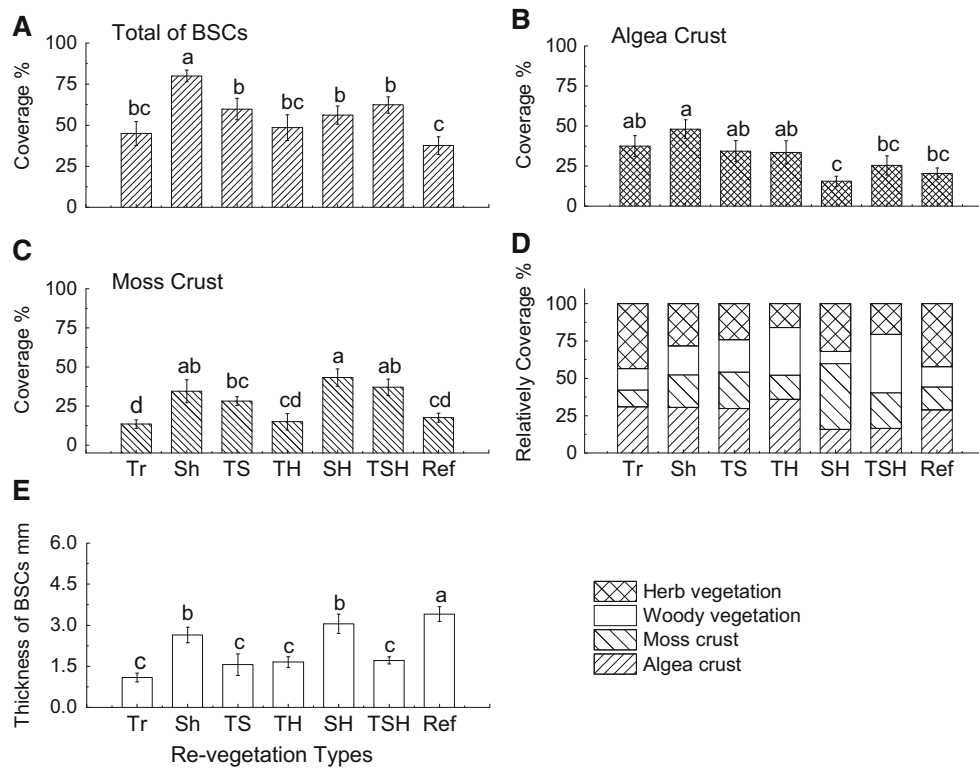 A
Total of BSCs
Coverage %
100
75
50
25
0
bc
a
b
bc
b
b
c
B
Algea Crust
Coverage %
100
75
50
25
0
ab
a
ab
ab
c
bc
bc
C
Moss Crust
Coverage %
100
75
50
25
0
d
ab
bc
cd
a
ab
cd
Tr Sh TS TH SH TSH Ref
D
Relatively Coverage %
100
75
50
25
0
Tr Sh TS TH SH TSH Ref
E
Thickness of BSCs mm
6.0
4.5
3.0
1.5
0.0
c
b
c
c
b
c
a
Tr Sh TS TH SH TSH Ref
Re-vegetation Types
Herb vegetation
Woody vegetation
Moss crust
Algea crust